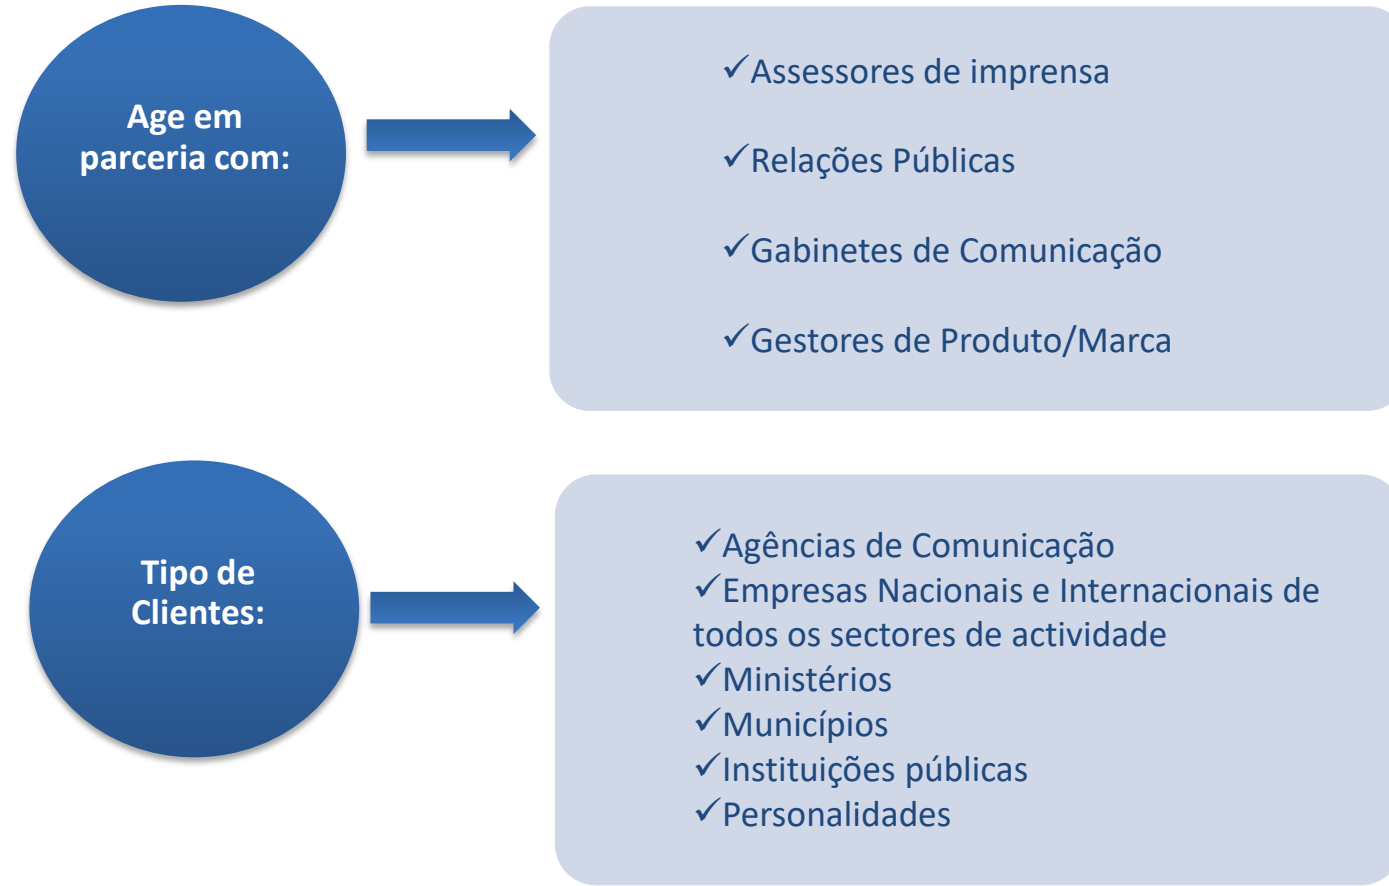 Age em
parceria com:
✓Assessores de imprensa
✓Relações Públicas
✓Gabinetes de Comunicação
✓Gestores de Produto/Marca
Tipo de
Clientes:
✓Agências de Comunicação
✓Empresas Nacionais e Internacionais de
todos os sectores de actividade
✓Ministérios
✓Municípios
✓Instituições públicas
✓Personalidades